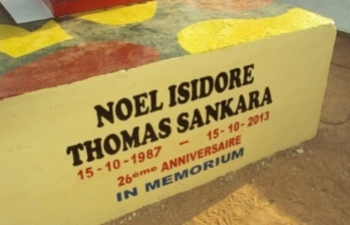 NOEL ISIDORE
THOMAS SANKARA
15-10-1987 - 15-10-2013
26ème ANNIVERSAIRE
IN MEMORIUM